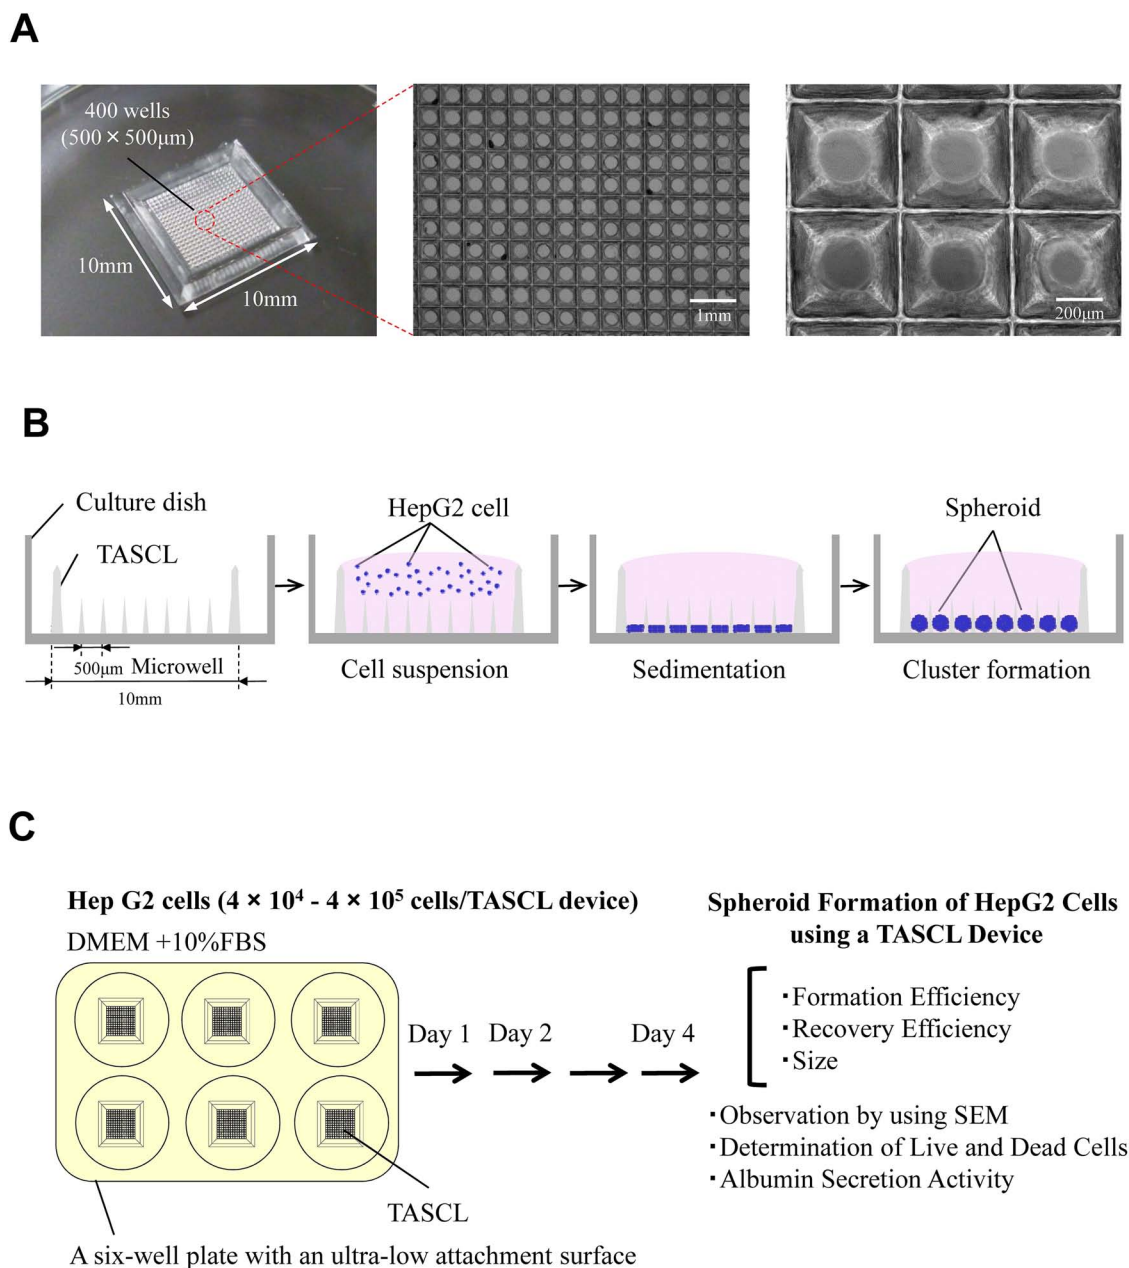 A
400 wells
(500 × 500μm)
10mm
10mm
1mm
200μm
B
Culture dish
TASCL
500μm Microwell
10mm
HepG2 cell
Cell suspension
Sedimentation
Spheroid
Cluster formation
C
Hep G2 cells (4 × 10⁴ - 4 × 10⁵ cells/TASCL device)
DMEM +10%FBS
TASCL
A six-well plate with an ultra-low attachment surface
Day 1
Day 2
Day 4
Spheroid Formation of HepG2 Cells
using a TASCL Device
・Formation Efficiency
・Recovery Efficiency
・Size
・Observation by using SEM
・Determination of Live and Dead Cells
・Albumin Secretion Activity